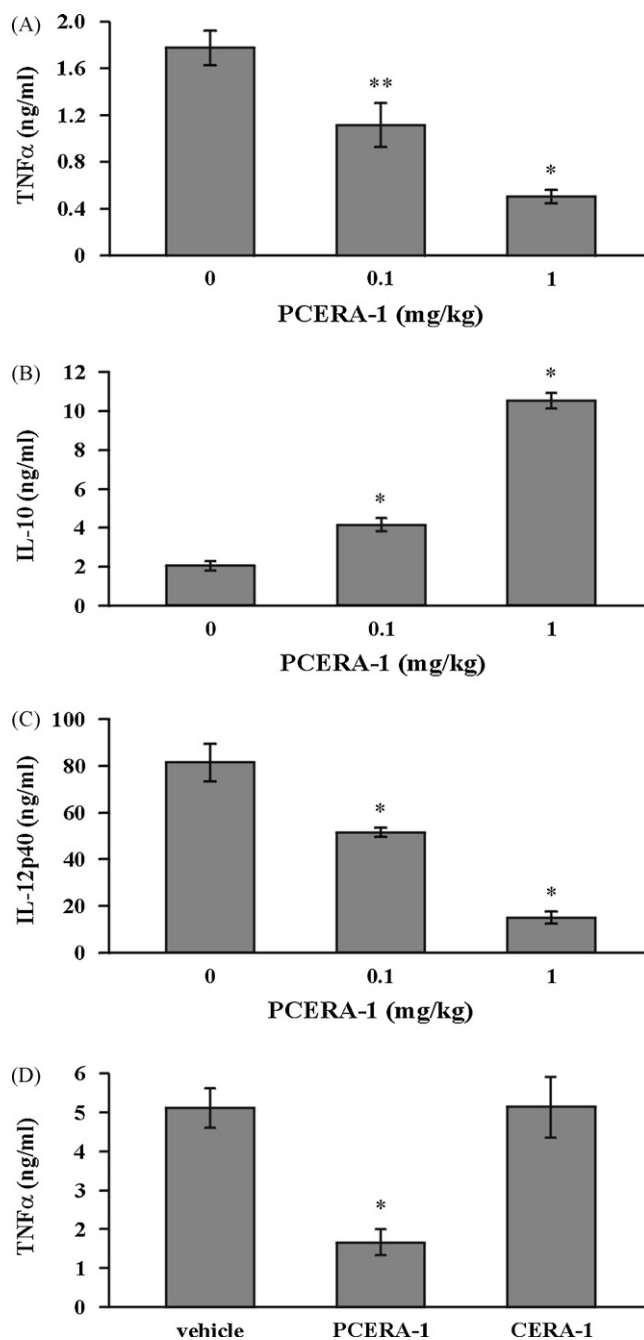 (A)
2.0
1.6
1.2
0.8
0.4
0
TNFα (ng/ml)
**
*
0 0.1 1
PCERA-1 (mg/kg)
(B)
12
10
8
6
4
2
0
IL-10 (ng/ml)
*
*
0 0.1 1
PCERA-1 (mg/kg)
(C)
100
80
60
40
20
0
IL-12p40 (ng/ml)
*
*
0 0.1 1
PCERA-1 (mg/kg)
(D)
6
5
4
3
2
1
0
TNFα (ng/ml)
*
vehicle PCERA-1 CERA-1